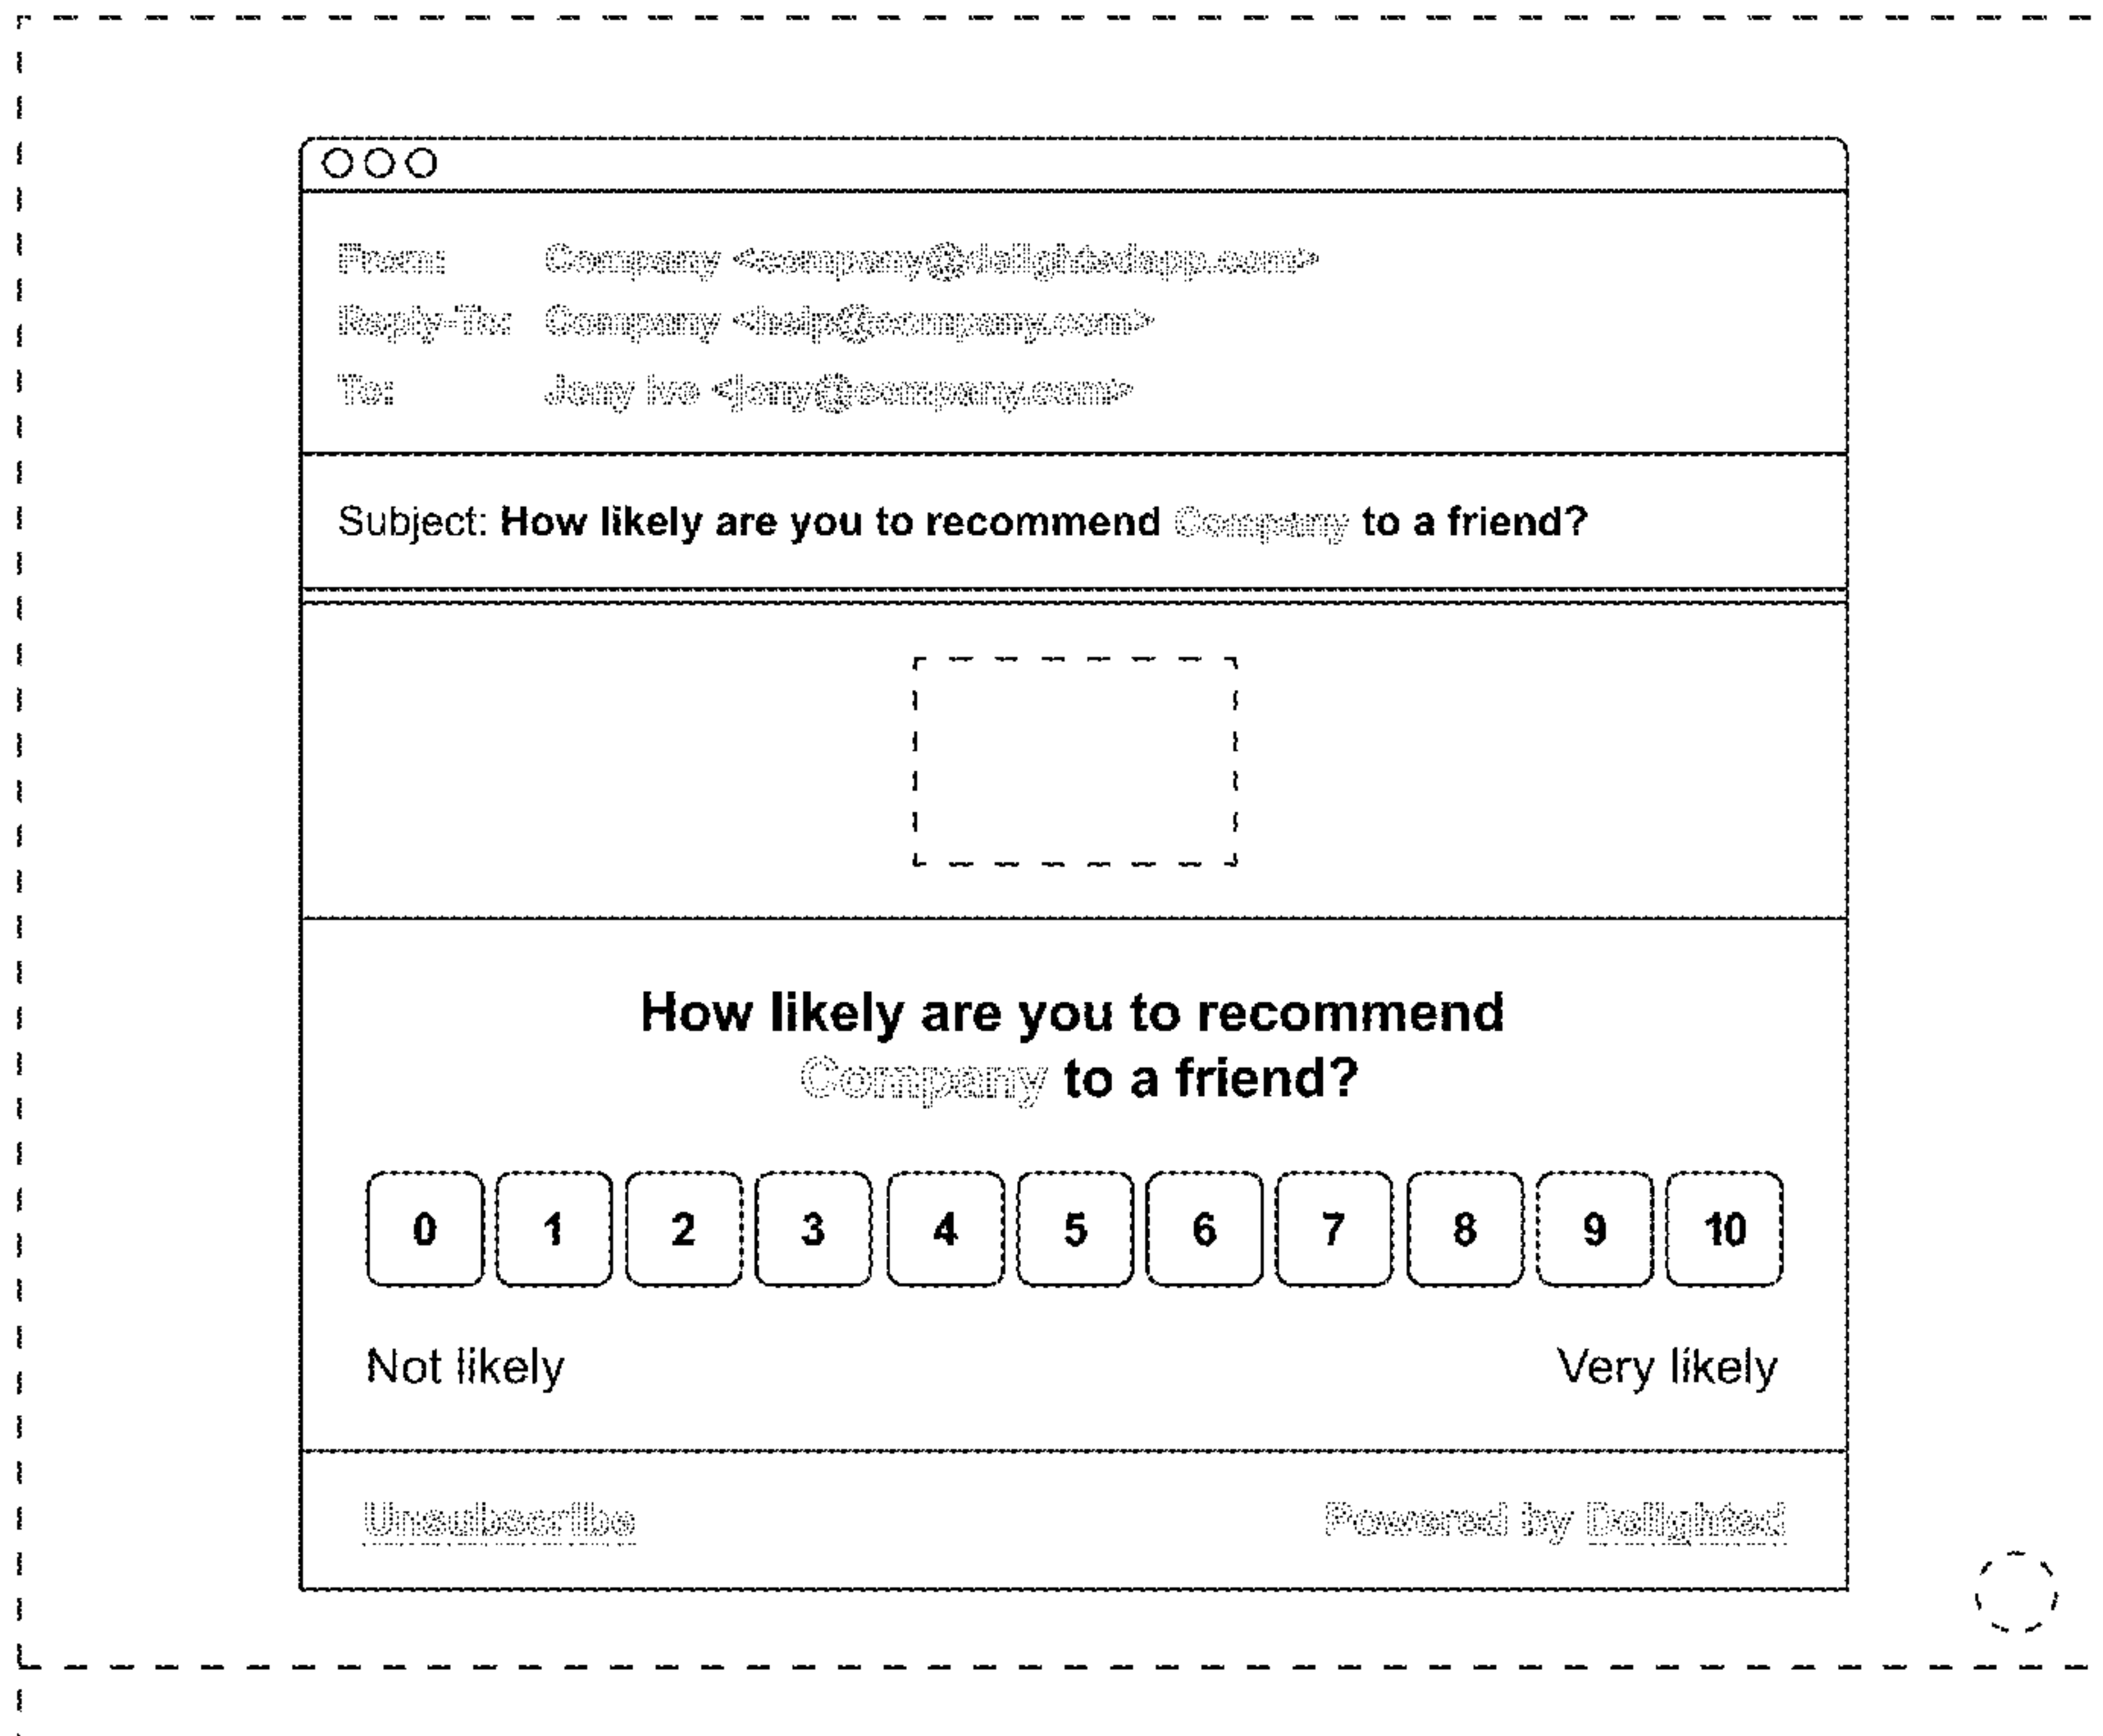 From: Company <company@delightedapp.com>
Reply-To: Company <help@company.com>
To: Jony Ive <jony@company.com>
Subject: How likely are you to recommend Company to a friend?
How likely are you to recommend
Company to a friend?
0 1 2 3 4 5 6 7 8 9 10
Not likely Very likely
Unsubscribe Powered by Delighted